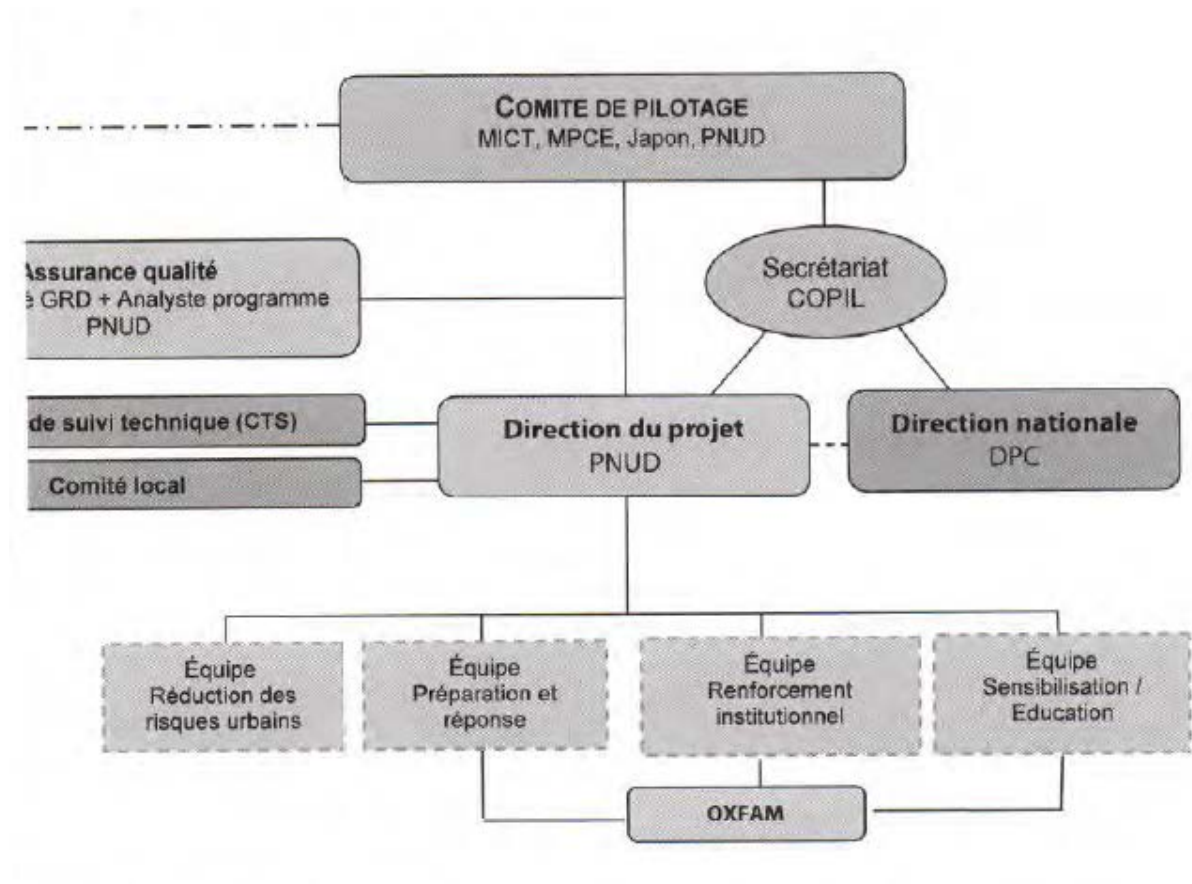 COMITE DE PILOTAGE
MICT, MPCE, Japon, PNUD
Secrétariat
COPIL
Assurance qualité
GRD + Analyste programme
PNUD
de suivi technique (CTS)
Comité local
Direction du projet
PNUD
Direction nationale
DPC
Équipe
Réduction des
risques urbains
Équipe
Préparation et
réponse
Équipe
Renforcement
institutionnel
Équipe
Sensibilisation /
Education
OXFAM